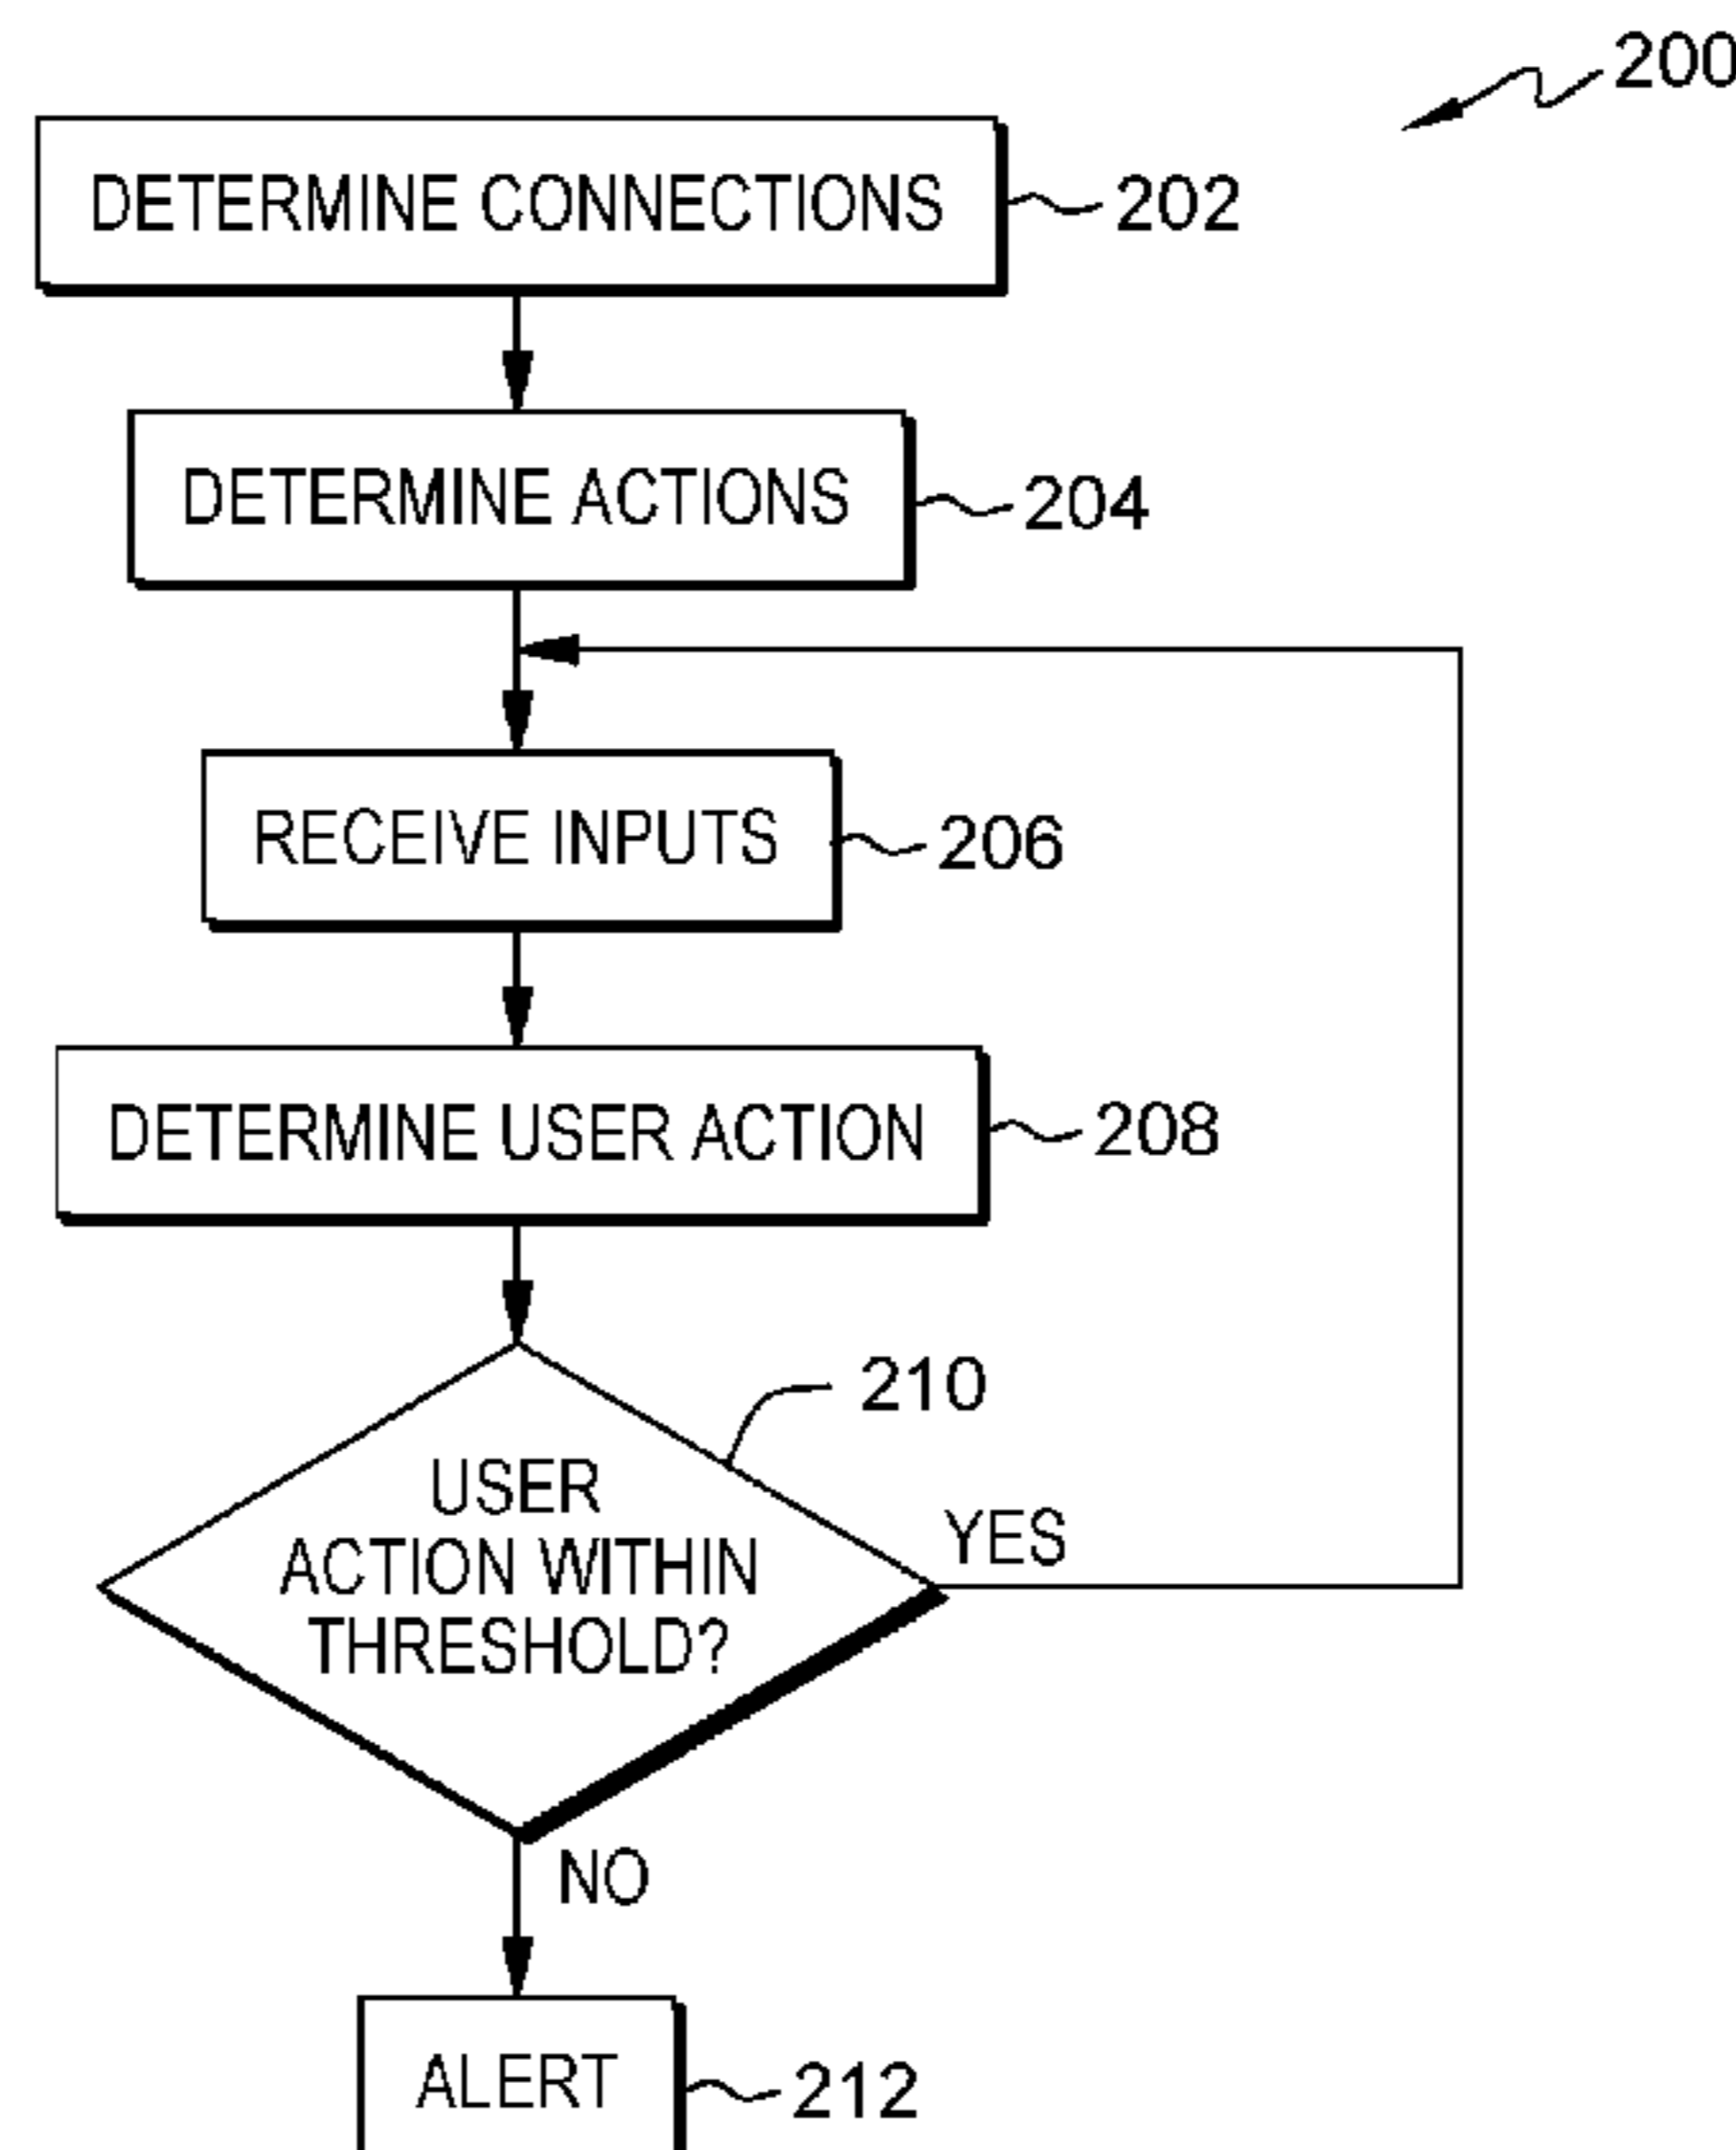 200
DETERMINE CONNECTIONS
202
DETERMINE ACTIONS
204
RECEIVE INPUTS
206
DETERMINE USER ACTION
208
210
USER
ACTION WITHIN
THRESHOLD?
YES
NO
ALERT
212